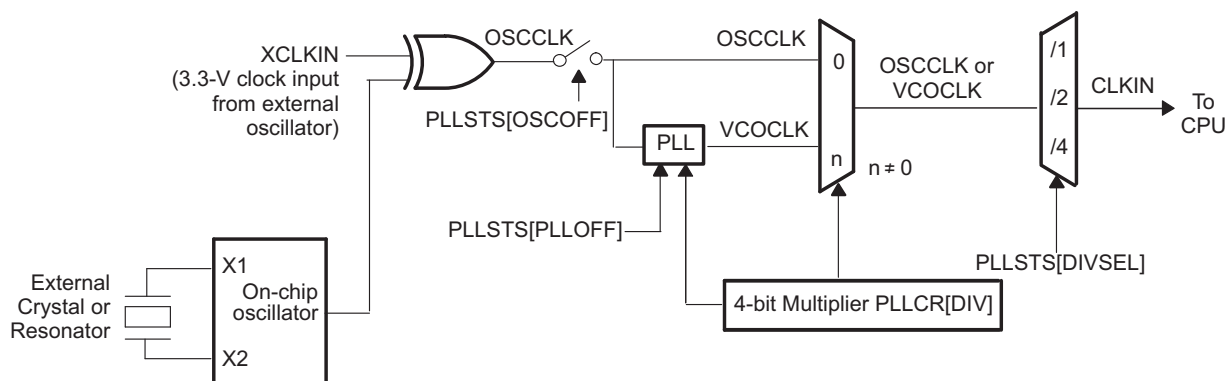 XCLKIN
(3.3-V clock input
from external
oscillator)
OSCCLK
PLLSTS[OSCOFF]
OSCCLK
PLL
VCOCLK
0
n
n ≠ 0
OSCCLK or
VCOCLK
/1
/2
/4
CLKIN
To
CPU
PLLSTS[PLLOFF]
PLLSTS[DIVSEL]
4-bit Multiplier PLLCR[DIV]
External
Crystal or
Resonator
X1
On-chip
oscillator
X2